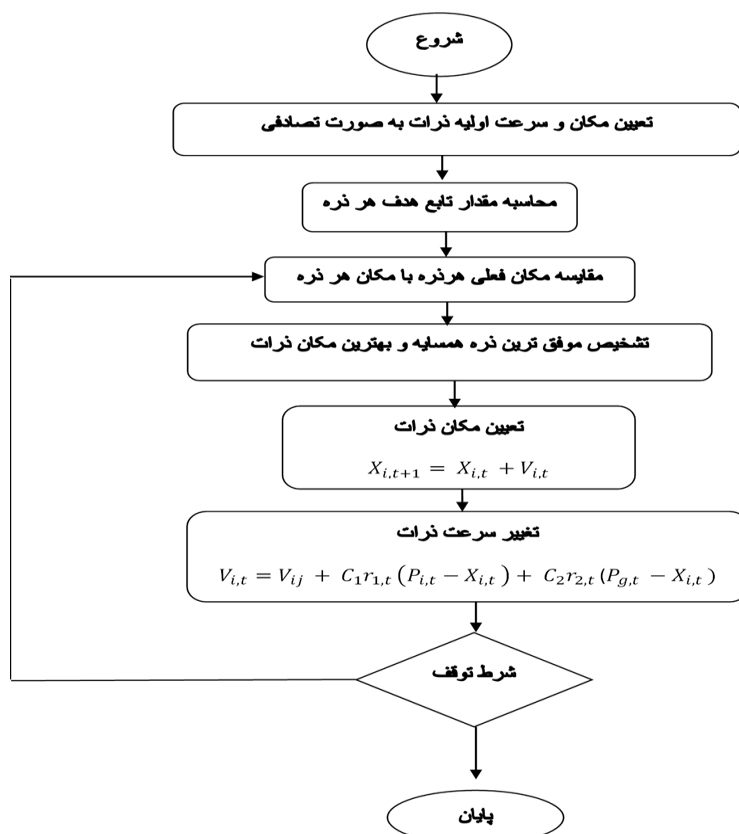 شروع
تعیین مکان و سرعت اولیه ذرات به صورت تصادفی
محاسبه مقدار تابع هدف هر ذره
مقایسه مکان فعلی هرذره با مکان هر ذره
تشخیص موفق ترین ذره همسایه و بهترین مکان ذرات
تعیین مکان ذرات
X_{i,t+1} = X_{i,t} + V_{i,t}
تغییر سرعت ذرات
V_{i,t} = V_{ij} + C_1 r_{1,t} (P_{i,t} − X_{i,t}) + C_2 r_{2,t} (P_{g,t} − X_{i,t})
شرط توقف
پایان